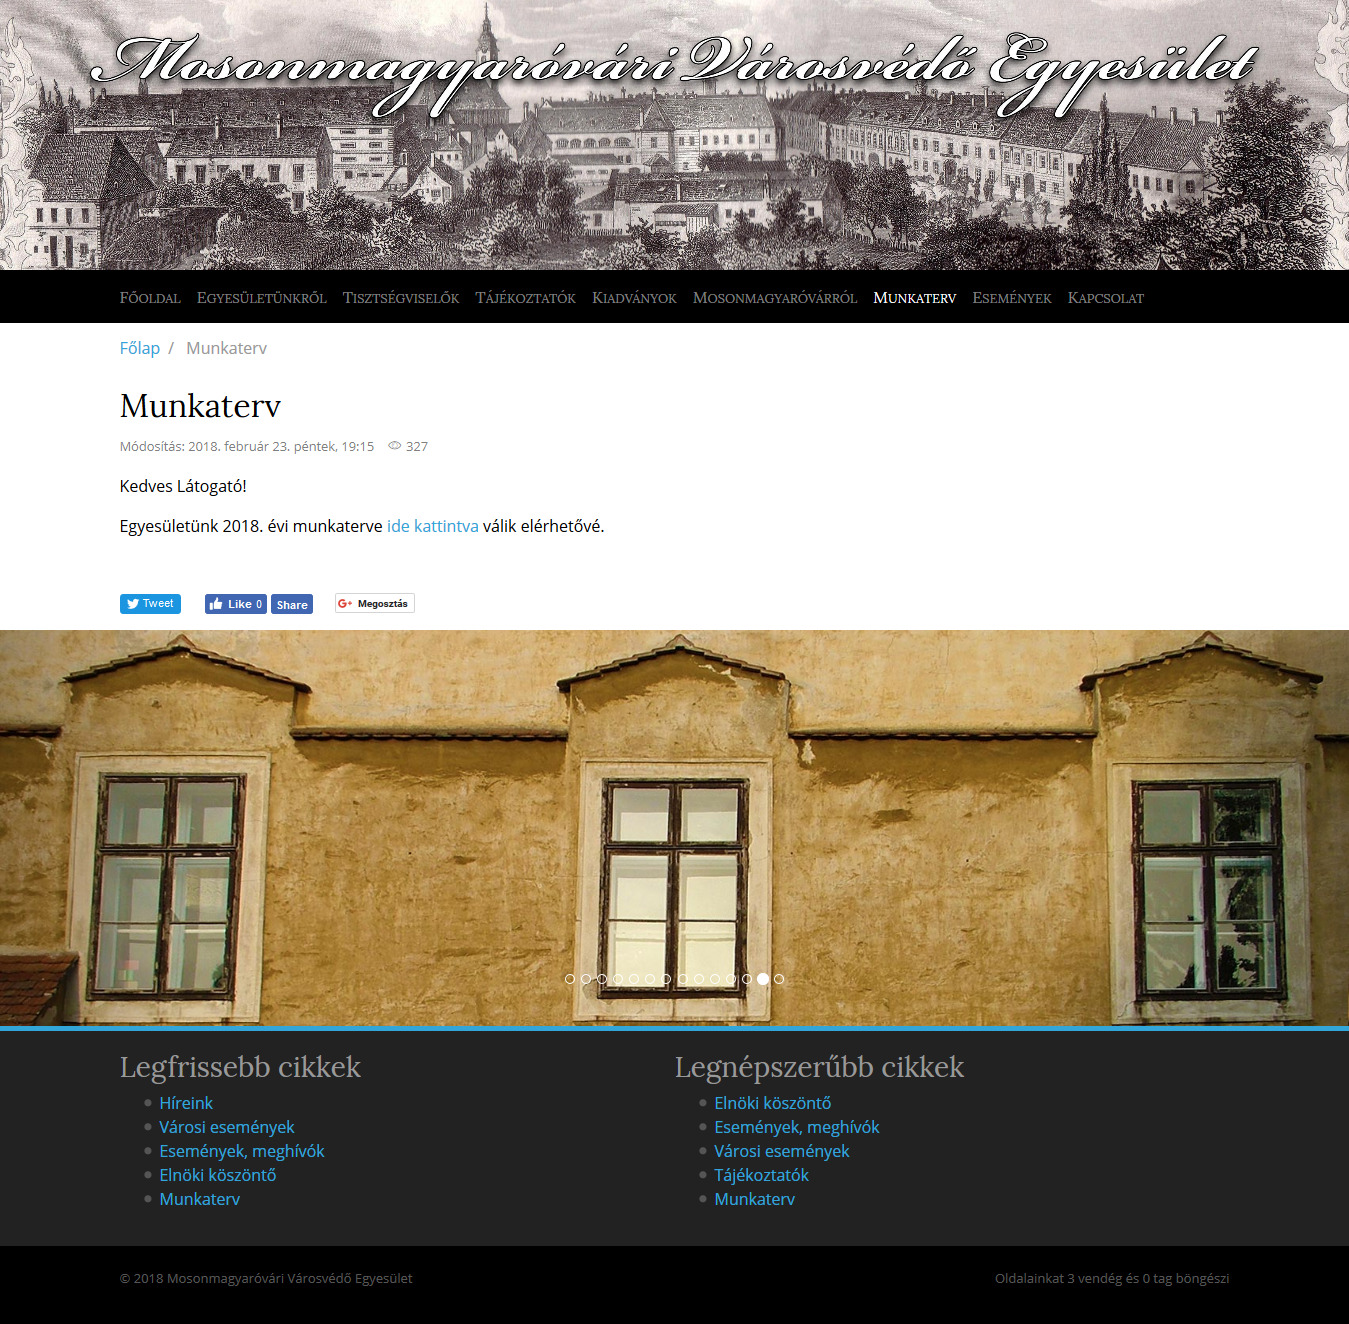 Mosonmagyaróvári Városvédő Egyesület
Főoldal Egyesületünkről Tisztségviselők Tájékoztatók Kiadványok Mosonmagyaróvárról Munkaterv Események Kapcsolat
Főlap / Munkaterv
Munkaterv
Módosítás: 2018. február 23. péntek, 19:15 327
Kedves Látogató!
Egyesületünk 2018. évi munkaterve ide kattintva válik elérhetővé.
Tweet Like 0 Share Megosztás
Legfrissebb cikkek
Híreink
Városi események
Események, meghívók
Elnöki köszöntő
Munkaterv
Legnépszerűbb cikkek
Elnöki köszöntő
Események, meghívók
Városi események
Tájékoztatók
Munkaterv
© 2018 Mosonmagyaróvári Városvédő Egyesület
Oldalainkat 3 vendég és 0 tag böngészi